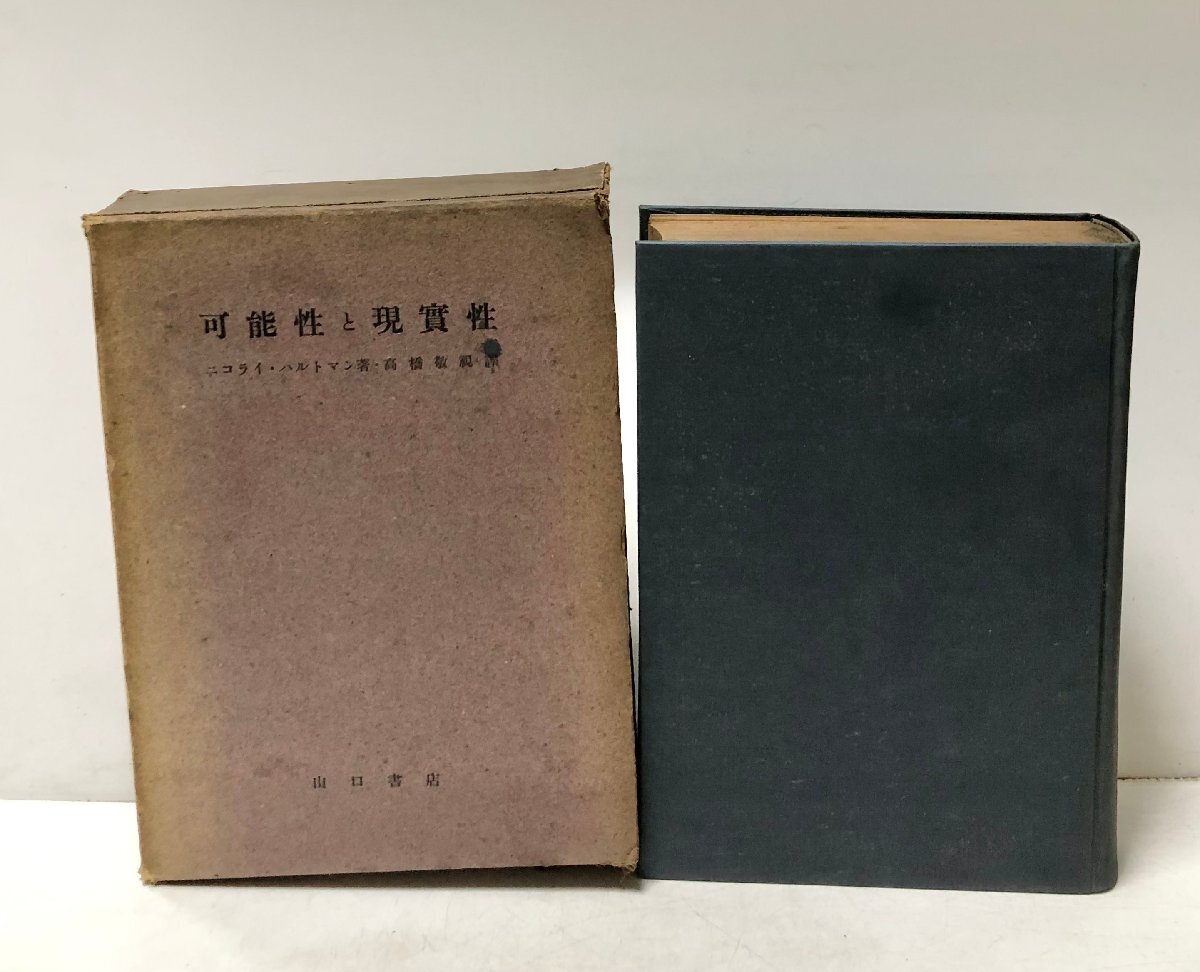 可能性と現實性
ニコライ・ハルトマン著・高橋敬視・譯
山口書店